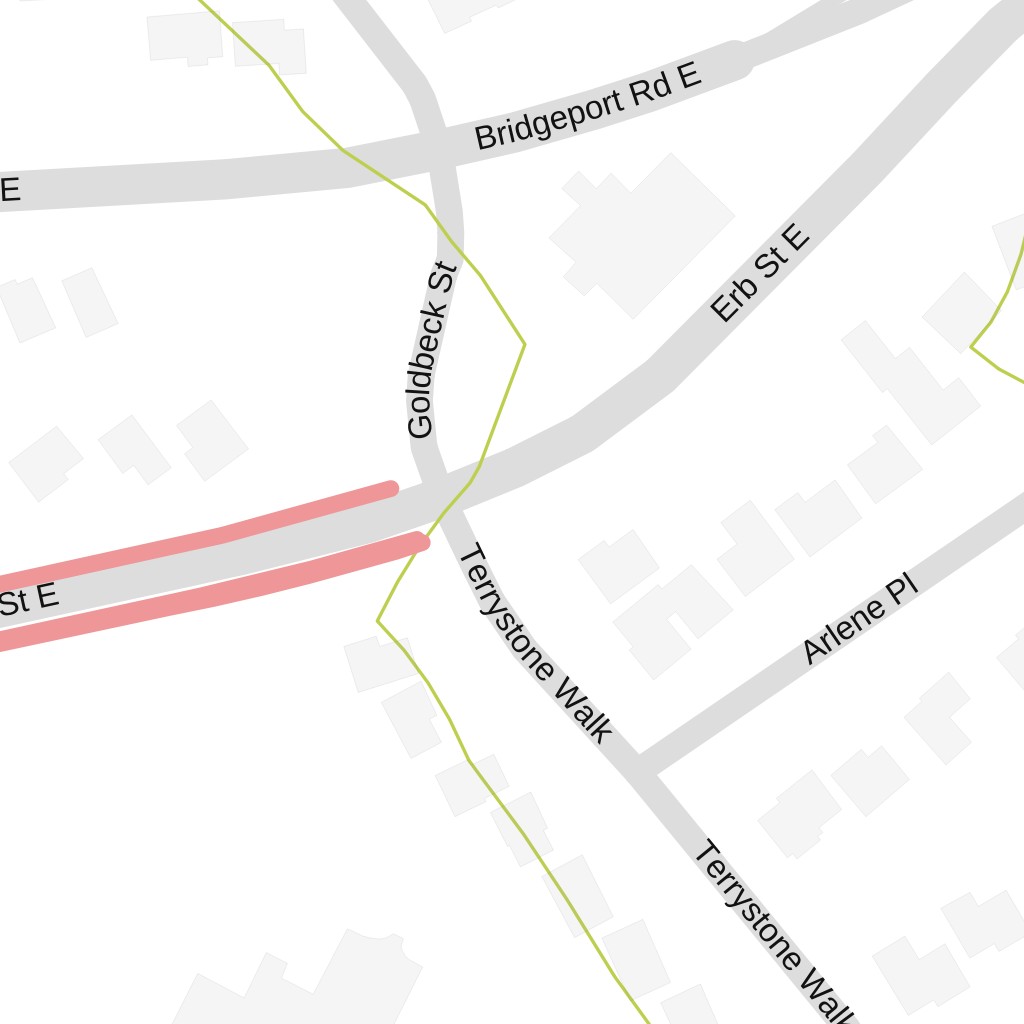 Bridgeport Rd E
E
Erb St E
Goldbeck St
St E
Terrystone Walk
Arlene Pl
Terrystone Walk